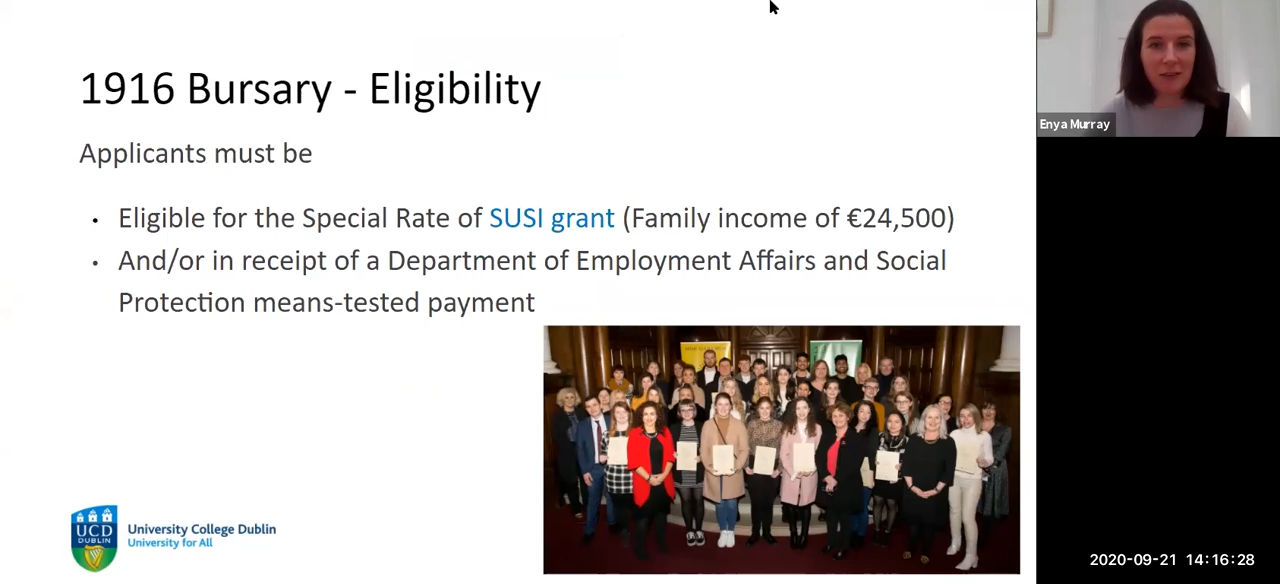 1916 Bursary - Eligibility
Applicants must be
• Eligible for the Special Rate of SUSI grant (Family income of €24,500)
• And/or in receipt of a Department of Employment Affairs and Social
Protection means-tested payment
UCD
DUBLIN
University College Dublin
University for All
Enya Murray
2020-09-21 14:16:28